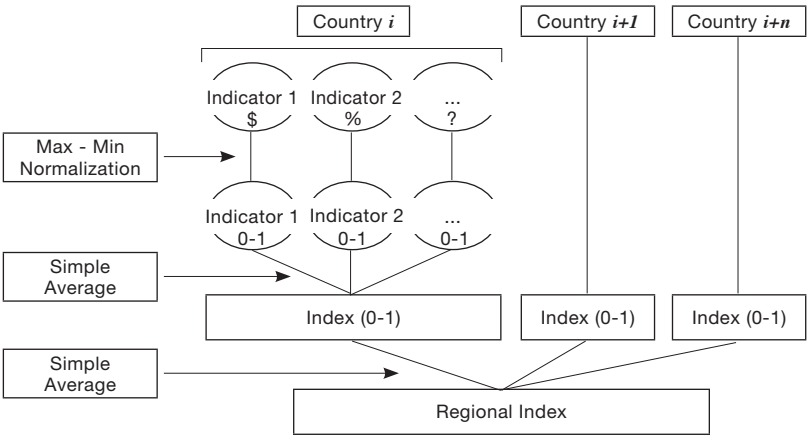 Country i
Country i+1
Country i+n
Indicator 1
$
Indicator 2
%
...
?
Max - Min
Normalization
Indicator 1
0-1
Indicator 2
0-1
...
0-1
Simple
Average
Index (0-1)
Index (0-1)
Index (0-1)
Simple
Average
Regional Index